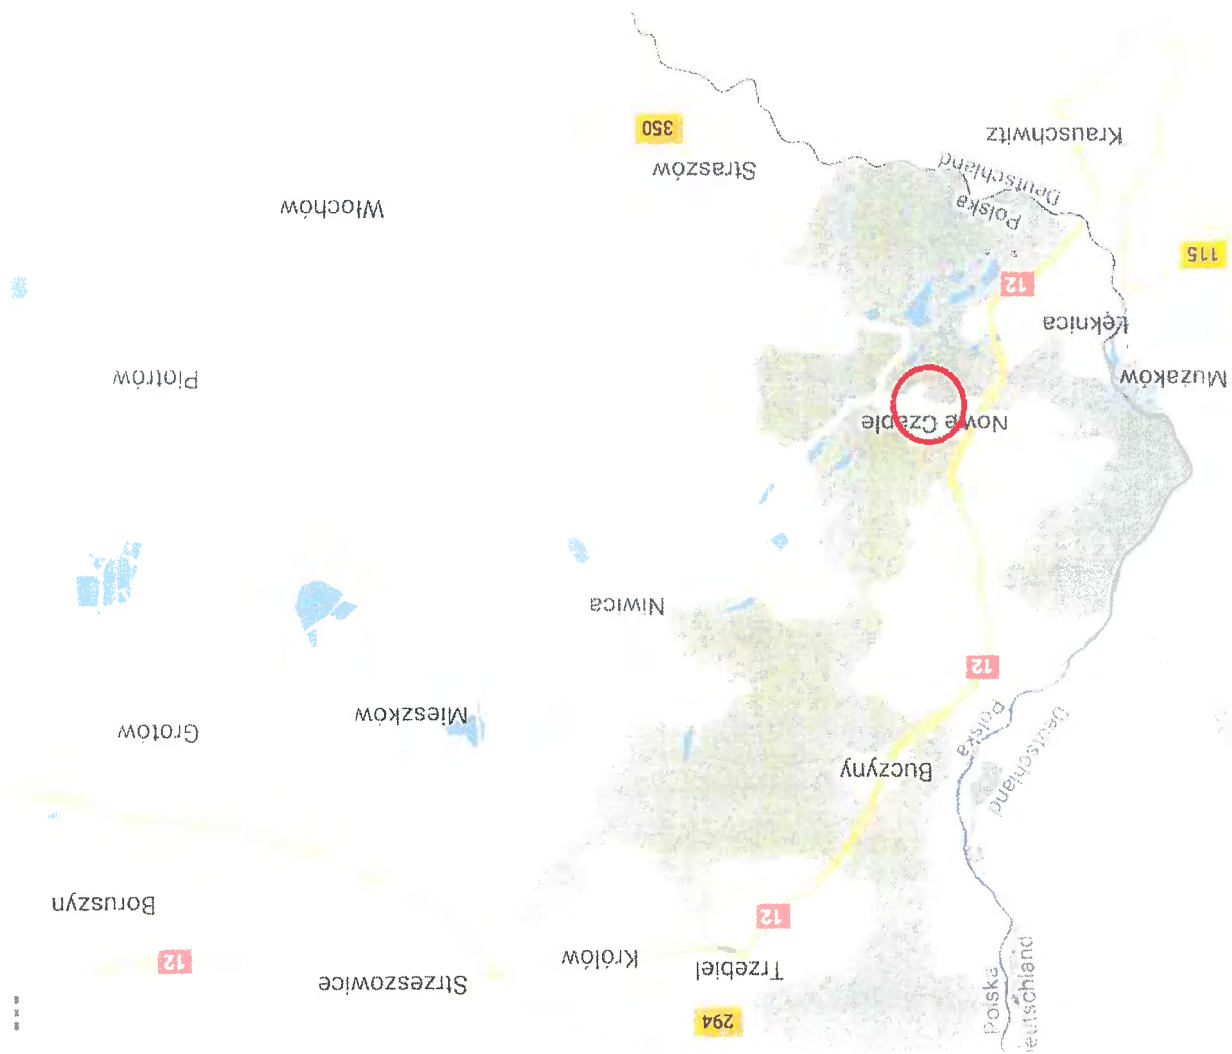 294
Polska
Deutschland
Trzebiel
Królów
Strzeszowice
12
12
Boruszyn
Buczyny
Deutschland
Polska
Mieszków
Grotów
12
Niwica
Nowe Czaple
Mużaków
Piotrów
Łęknica
12
115
Polska
Włochów
Deutschland
Straszów
Krauschwitz
350